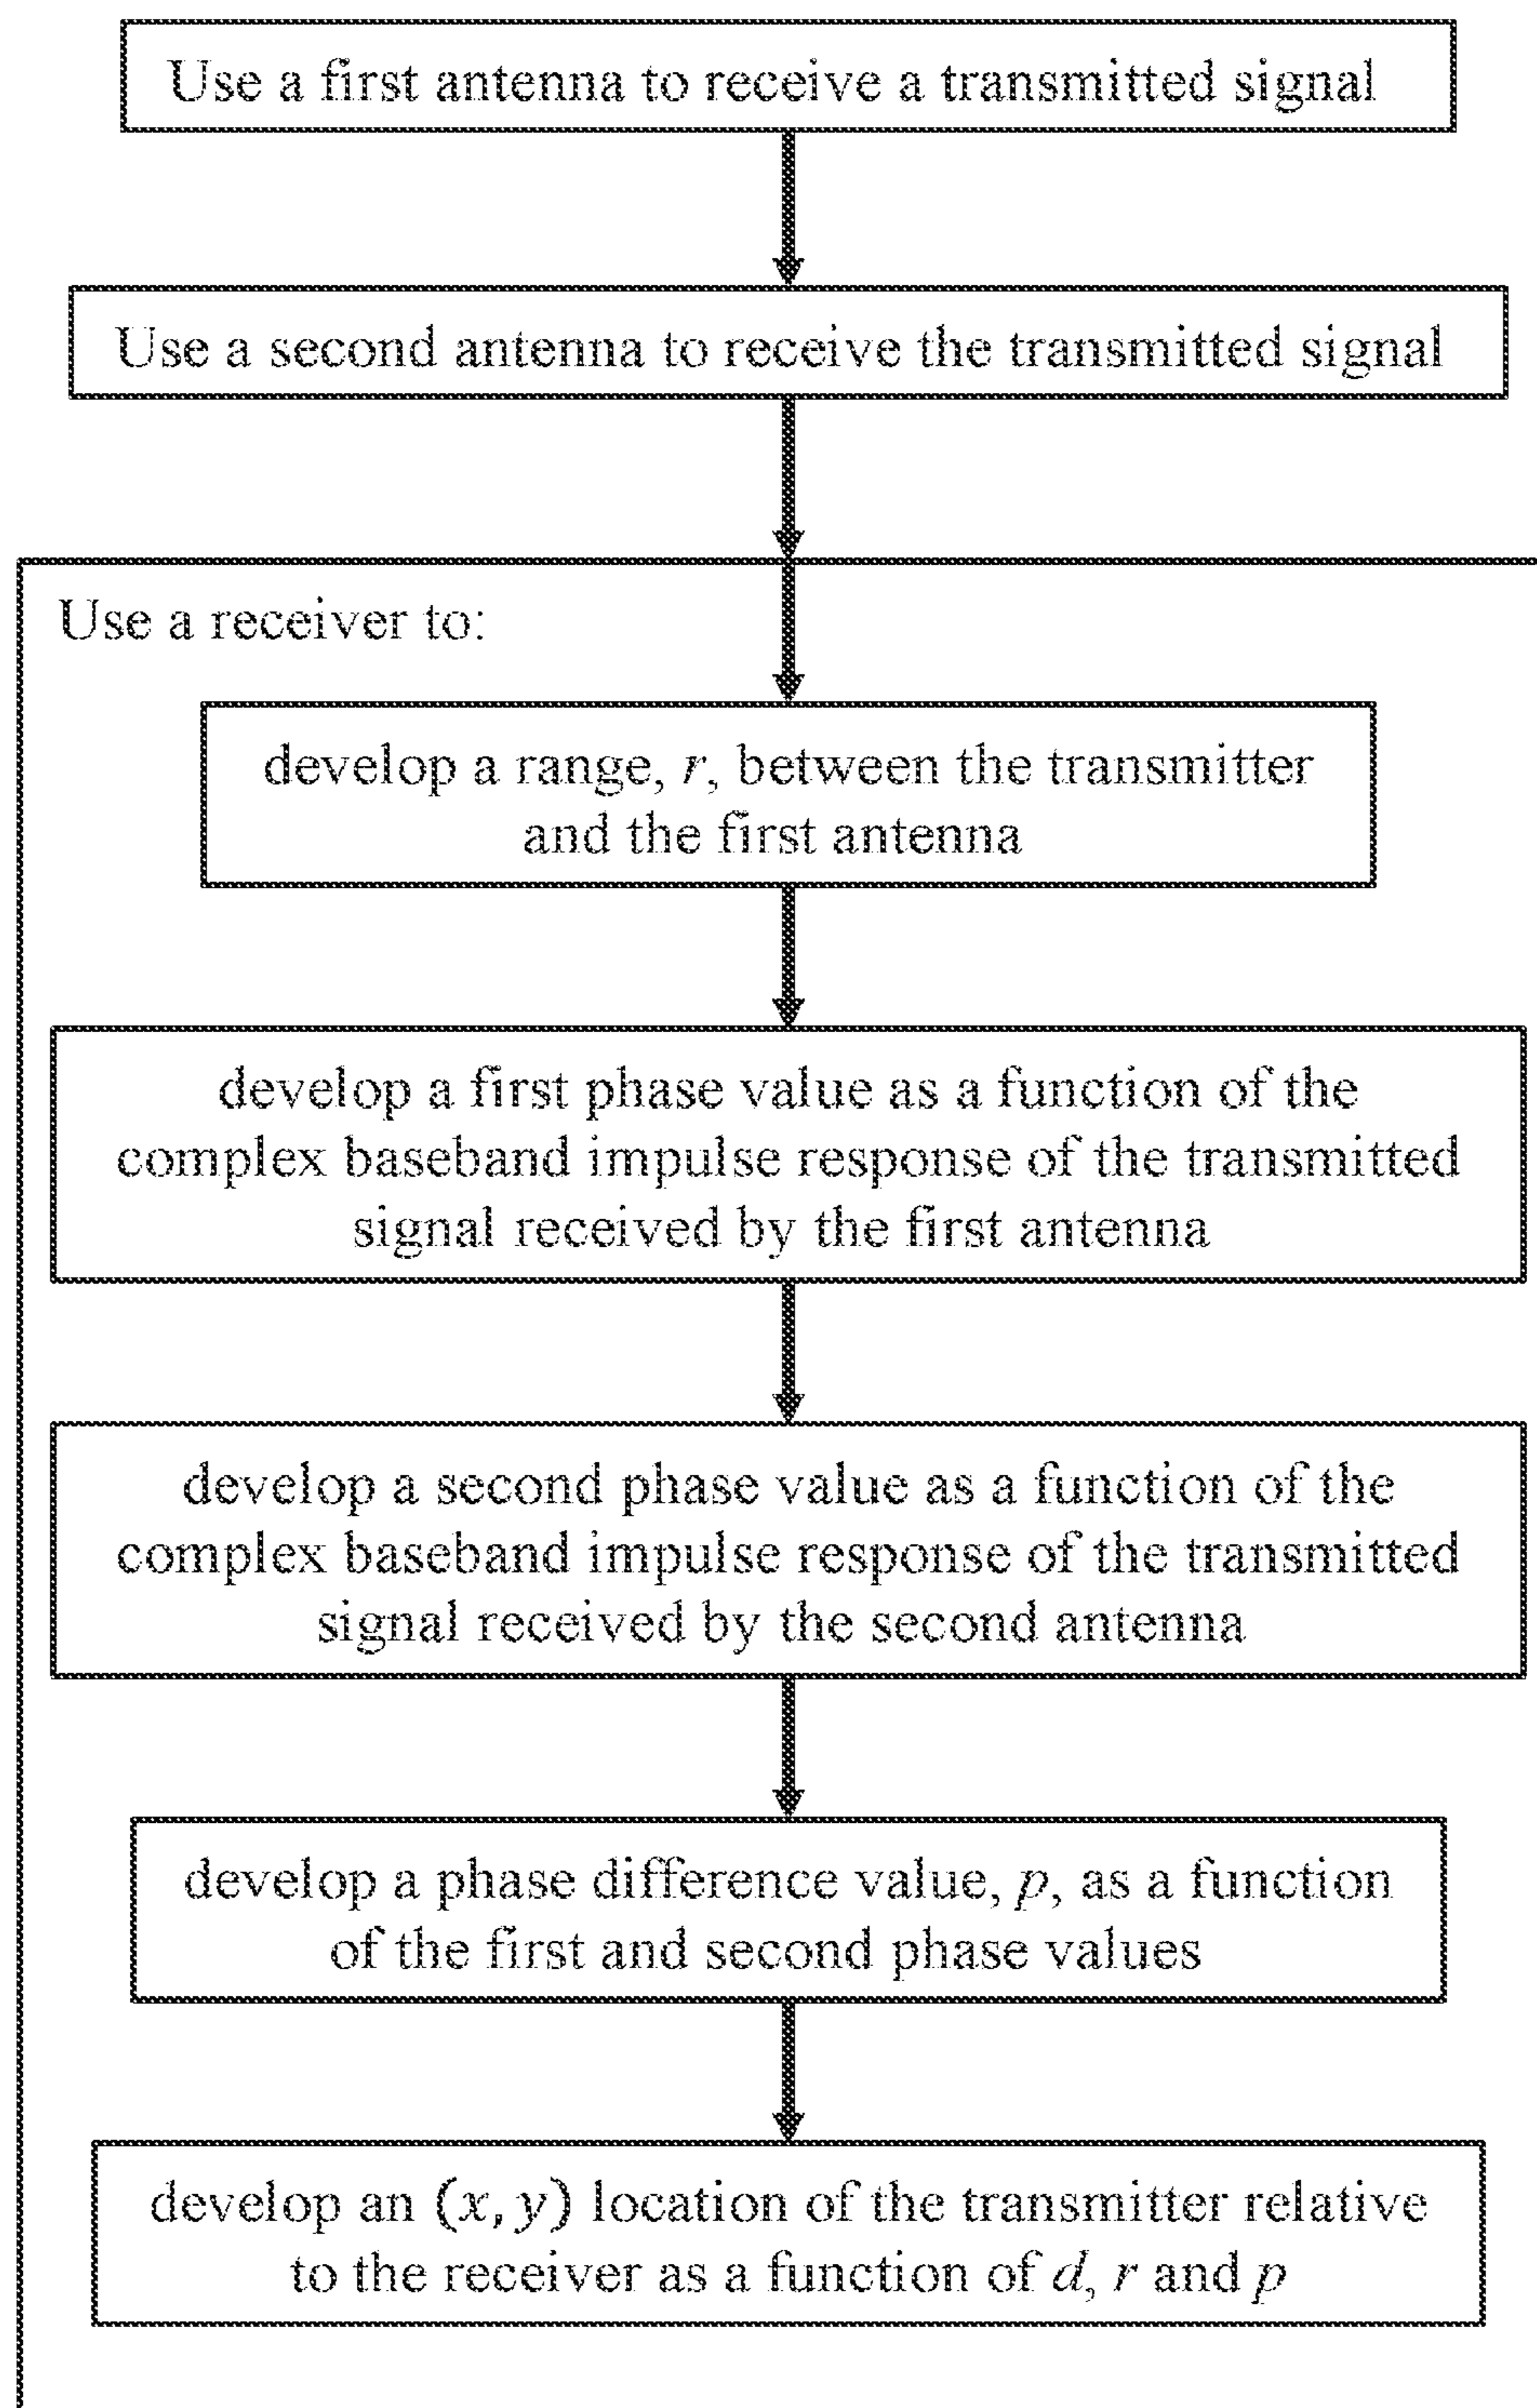 Use a first antenna to receive a transmitted signal
Use a second antenna to receive the transmitted signal
Use a receiver to:
develop a range, r, between the transmitter
and the first antenna
develop a first phase value as a function of the
complex baseband impulse response of the transmitted
signal received by the first antenna
develop a second phase value as a function of the
complex baseband impulse response of the transmitted
signal received by the second antenna
develop a phase difference value, p, as a function
of the first and second phase values
develop an (x, y) location of the transmitter relative
to the receiver as a function of d, r and p